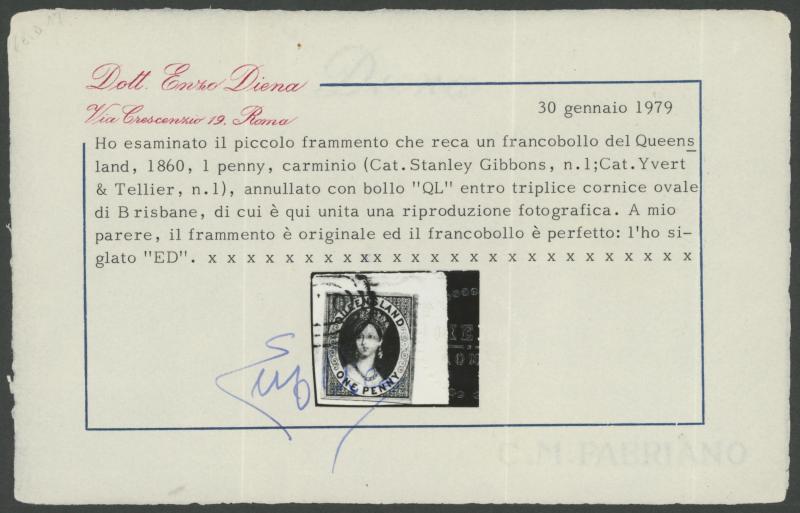 Dott. Enzo Diena
Via Crescenzio 19. Roma
30 gennaio 1979
Ho esaminato il piccolo frammento che reca un francobollo del Queens
land, 1860, 1 penny, carminio (Cat.Stanley Gibbons, n.1;Cat.Yvert
& Tellier, n.1), annullato con bollo "QL" entro triplice cornice ovale
di Brisbane, di cui è qui unita una riproduzione fotografica. A mio
parere, il frammento è originale ed il francobollo è perfetto: l'ho si-
glato "ED". x x x x x x x x x x x x x x x x x x x x x x x x x x
QUEENSLAND
ONE PENNY
C.M.FABRIANO